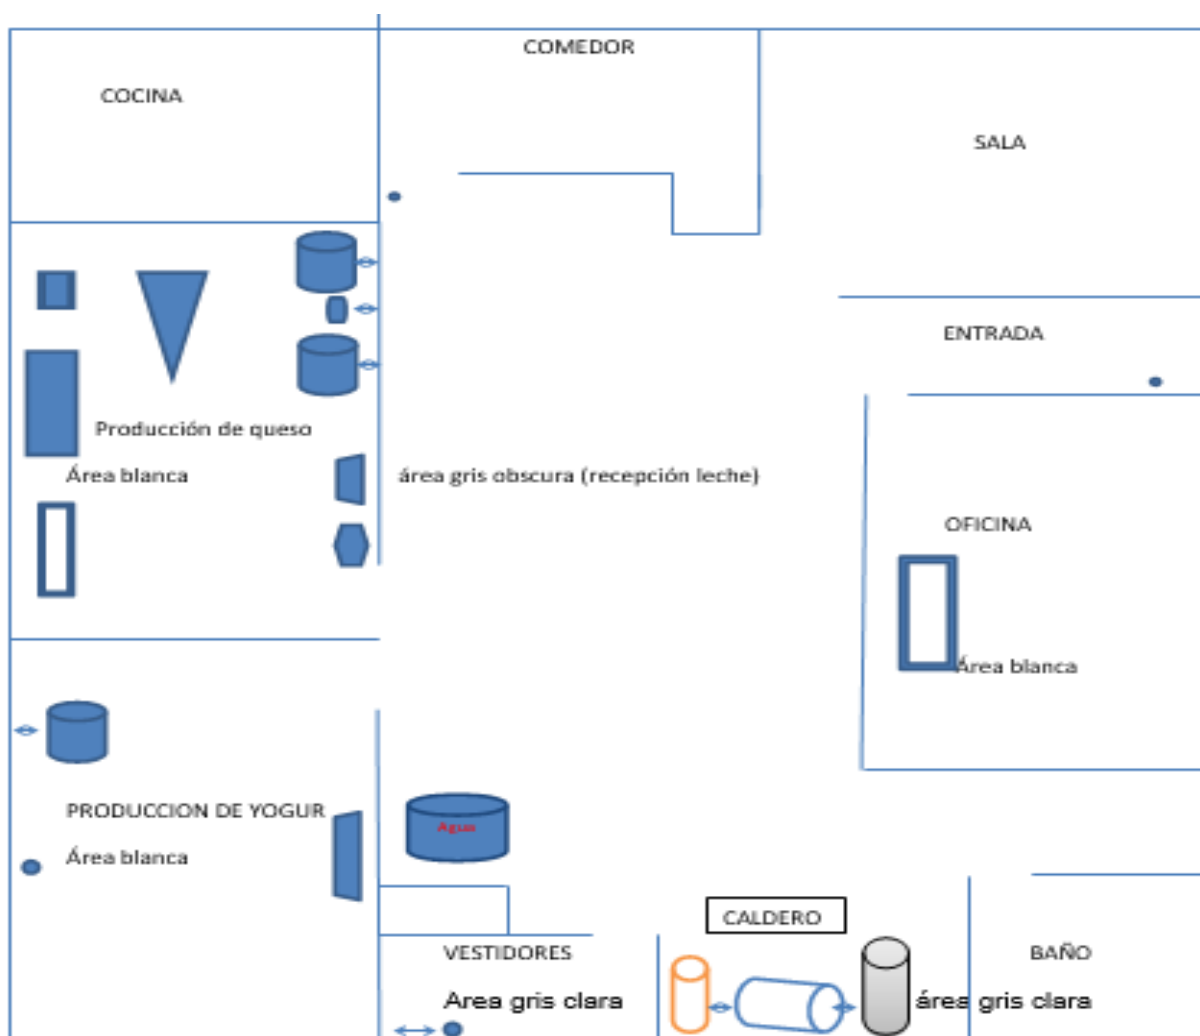 COMEDOR
COCINA
SALA
ENTRADA
Producción de queso
Área blanca
área gris obscura (recepción leche)
OFICINA
Área blanca
PRODUCCION DE YOGUR
Agua
Área blanca
CALDERO
VESTIDORES
BAÑO
Area gris clara
área gris clara